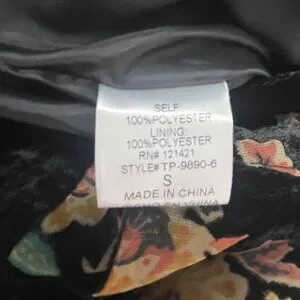 SELF
100%POLYESTER
LINING:
100%POLYESTER
RN# 121421
STYLE# TP-9890-6
S
MADE IN CHINA